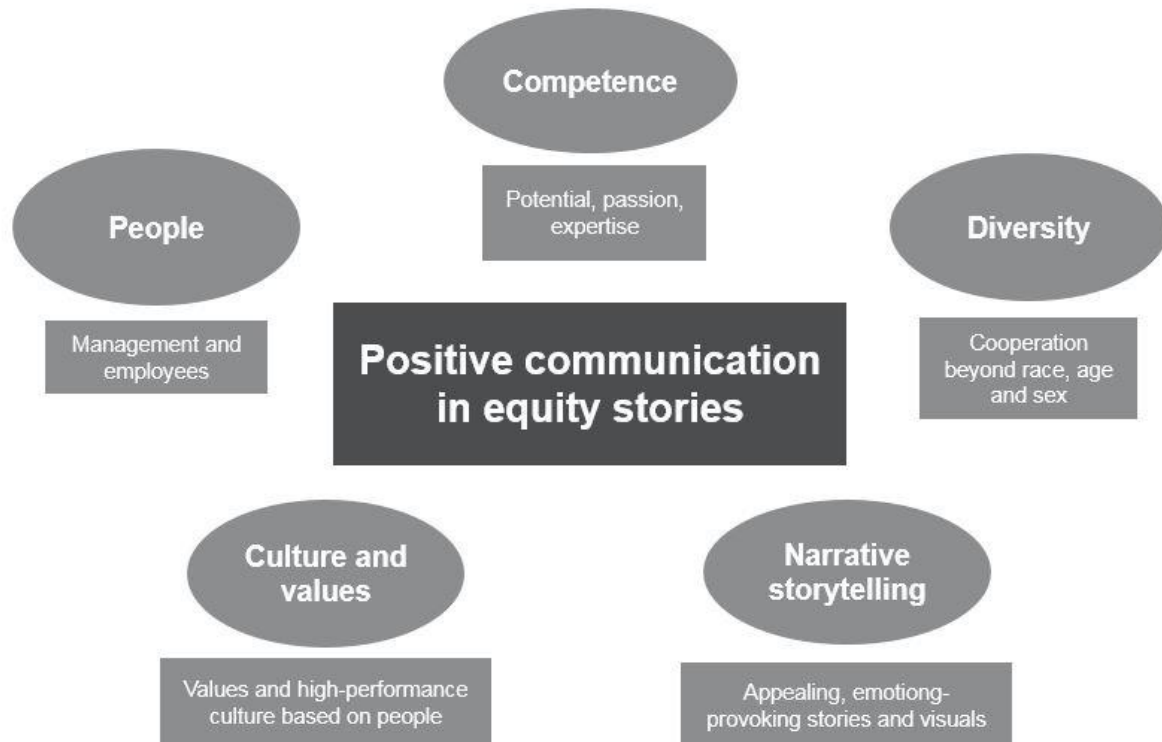 Competence
Potential, passion,
expertise
People
Management and
employees
Diversity
Cooperation
beyond race, age
and sex
Positive communication
in equity stories
Culture and
values
Values and high-performance
culture based on people
Narrative
storytelling
Appealing, emotiong-
provoking stories and visuals